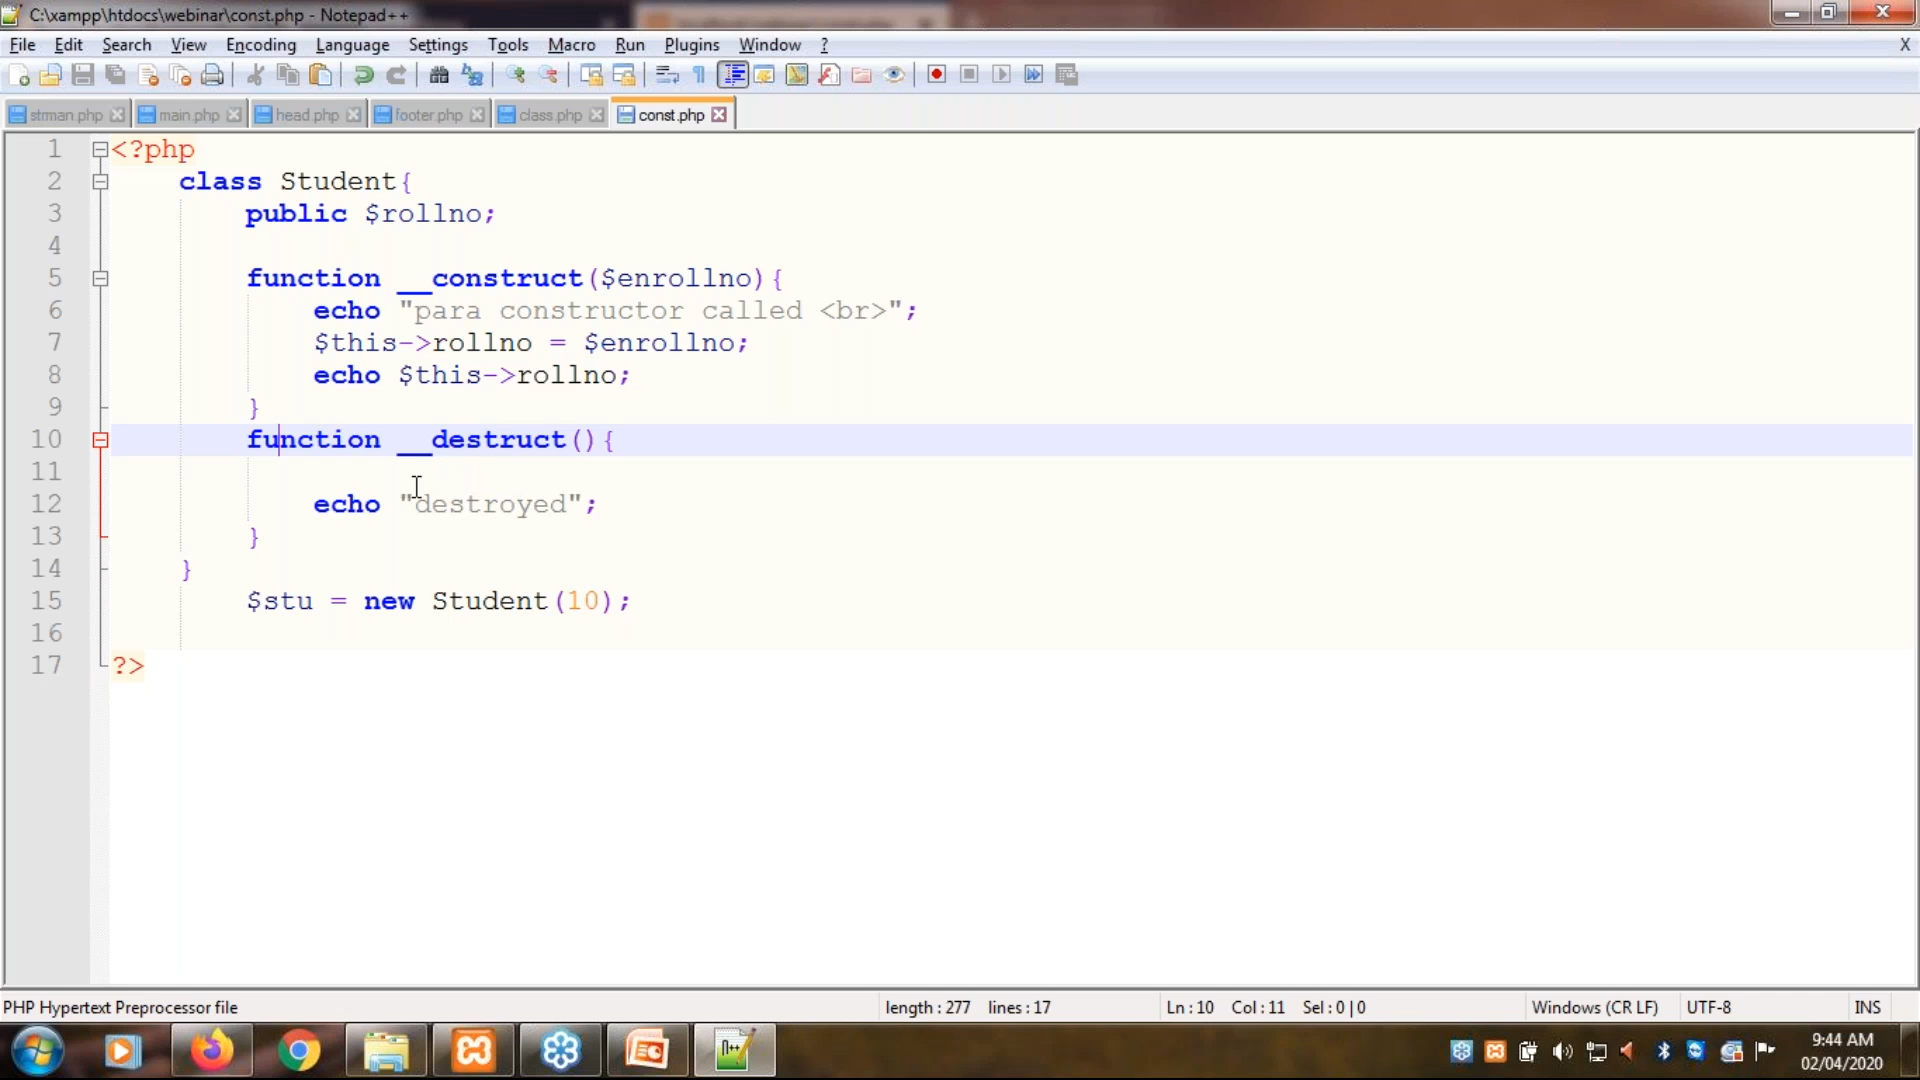 C:\xampp\htdocs\webinar\const.php - Notepad++
File Edit Search View Encoding Language Settings Tools Macro Run Plugins Window ? X
stman.php main.php head.php footer.php class.php const.php
1 <?php
2 class Student{
3 public $rollno;
4
5 function __construct($enrollno){
6 echo "para constructor called <br>";
7 $this->rollno = $enrollno;
8 echo $this->rollno;
9 }
10 function __destruct(){
11
12 echo "destroyed";
13 }
14 }
15 $stu = new Student(10);
16
17 ?>
PHP Hypertext Preprocessor file length : 277 lines : 17 Ln : 10 Col : 11 Sel : 0 | 0 Windows (CR LF) UTF-8 INS
9:44 AM
02/04/2020